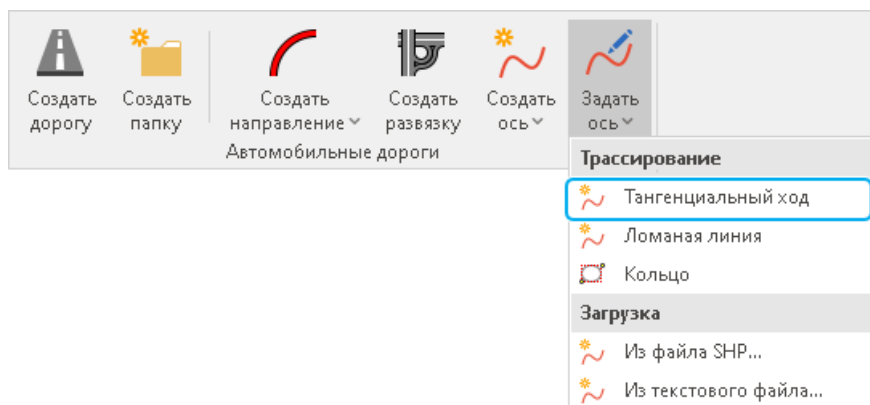 Создать дорогу
Создать папку
Создать направление
Создать развязку
Создать ось
Задать ось
Автомобильные дороги
Трассирование
Тангенциальный ход
Ломаная линия
Кольцо
Загрузка
Из файла SHP...
Из текстового файла...